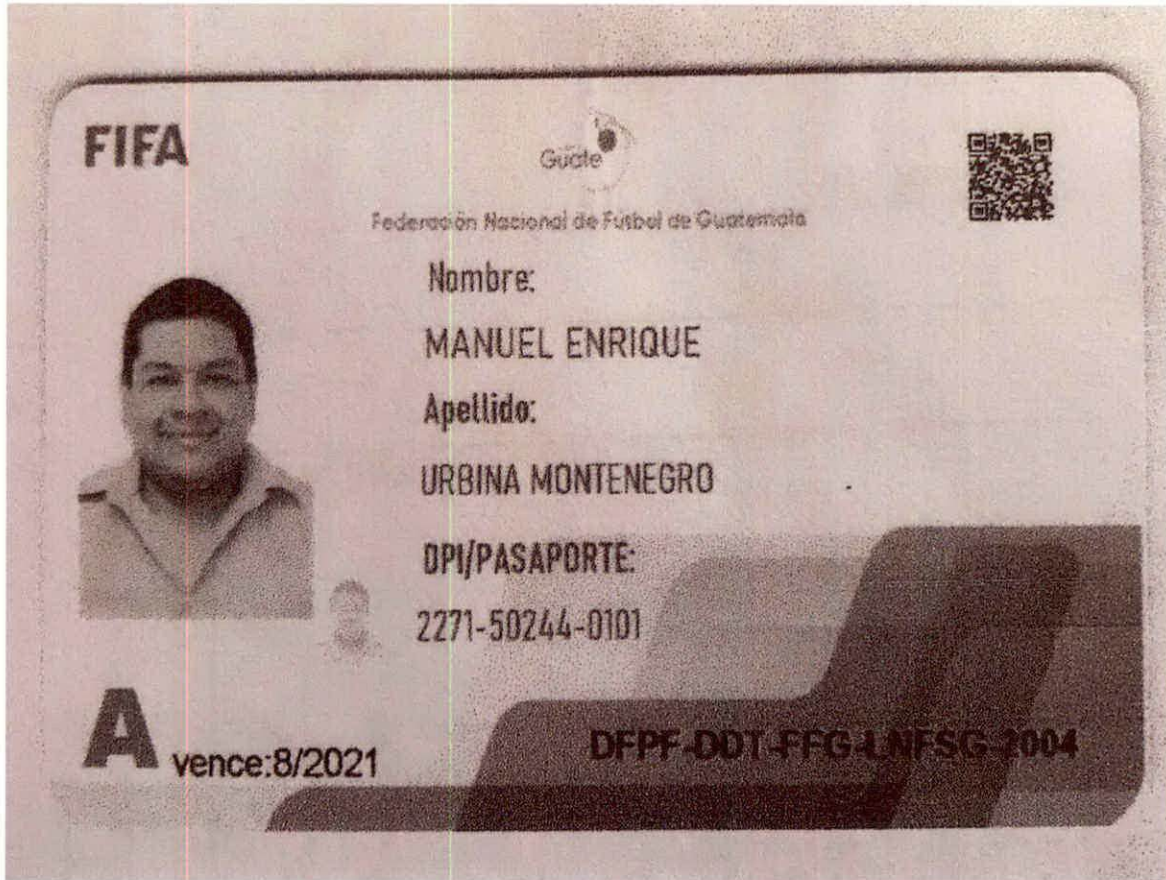 FIFA
Guate
Federación Nacional de Fútbol de Guatemala
Nombre:
MANUEL ENRIQUE
Apellido:
URBINA MONTENEGRO
DPI/PASAPORTE:
2271-50244-0101
A
vence:8/2021
DFPF-DDT-FFG-LNFSG-2004